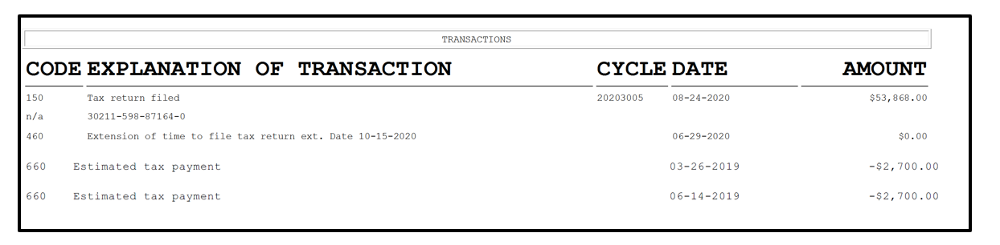 TRANSACTIONS
CODE EXPLANATION OF TRANSACTION CYCLE DATE AMOUNT
150 Tax return filed 20203005 08-24-2020 $53,868.00
n/a 30211-598-87164-0
460 Extension of time to file tax return ext. Date 10-15-2020 06-29-2020 $0.00
660 Estimated tax payment 03-26-2019 -$2,700.00
660 Estimated tax payment 06-14-2019 -$2,700.00